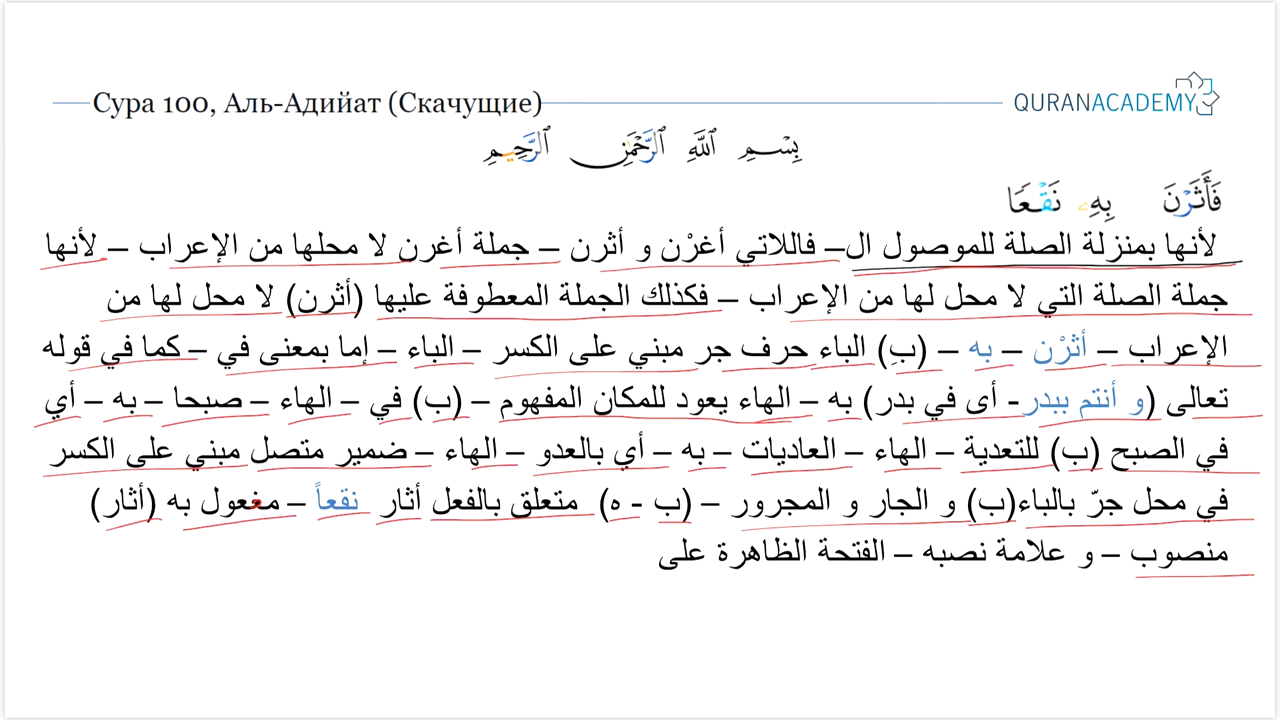 Сура 100, Аль-Адийат (Скачущие)
QURANACADEMY
بِسْمِ ٱللَّهِ ٱلرَّحْمَٰنِ ٱلرَّحِيمِ
فَأَثَرْنَ بِهِۦ نَقْعًا
لأنها بمنزلة الصلة للموصول ال– فاللاتي أغرْن و أثرن – جملة أغرن لا محلها من الإعراب – لأنها
جملة الصلة التي لا محل لها من الإعراب – فكذلك الجملة المعطوفة عليها (أثرن) لا محل لها من
الإعراب – أثرْن – به – (بِ) الباء حرف جر مبني على الكسر – الباء – إما بمعنى في – كما في قوله
تعالى (و أنتم ببدر- أى في بدر) به – الهاء يعود للمكان المفهوم – (ب) في – الهاء – صبحا – به – أي
في الصبح (ب) للتعدية – الهاء – العاديات – به – أي بالعدو – الهاء – ضمير متصل مبني على الكسر
في محل جرّ بالباء(ب) و الجار و المجرور – (ب - ه) متعلق بالفعل أثار نقعاً – مفعول به (أثار)
منصوب – و علامة نصبه – الفتحة الظاهرة على